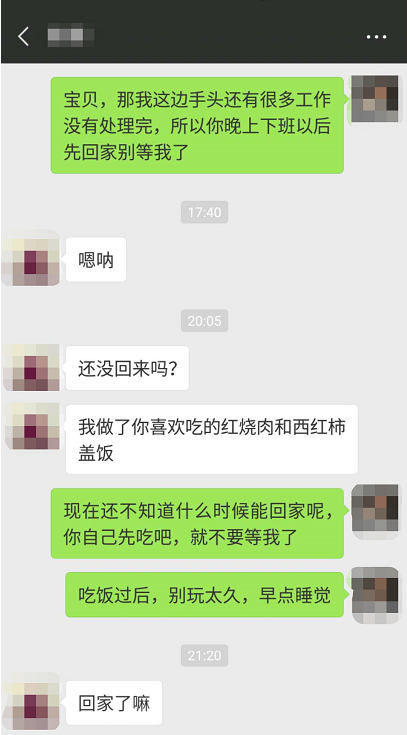 宝贝，那我这边手头还有很多工作
没有处理完，所以你晚上下班以后
先回家别等我了
17:40
嗯呐
20:05
还没回来吗？
我做了你喜欢吃的红烧肉和西红柿
盖饭
现在还不知道什么时候能回家呢，
你自己先吃吧，就不要等我了
吃饭过后，别玩太久，早点睡觉
21:20
回家了嘛